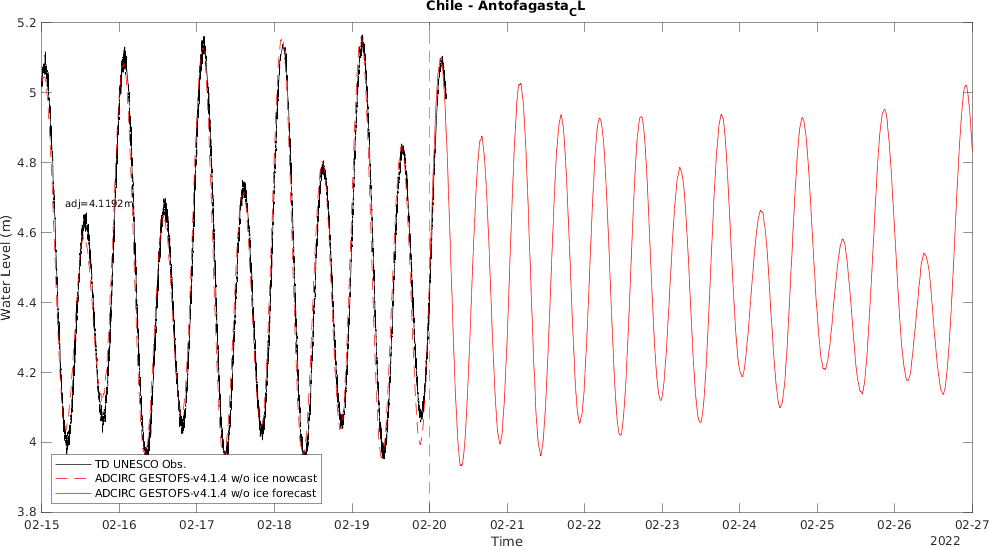 Chile - Antofagasta_CL
5.2
5
4.8
4.6
4.4
4.2
4
3.8
Water Level (m)
adj=4.1192m
TD UNESCO Obs.
ADCIRC GESTOFS-v4.1.4 w/o ice nowcast
ADCIRC GESTOFS-v4.1.4 w/o ice forecast
02-15 02-16 02-17 02-18 02-19 02-20 02-21 02-22 02-23 02-24 02-25 02-26 02-27
Time
2022